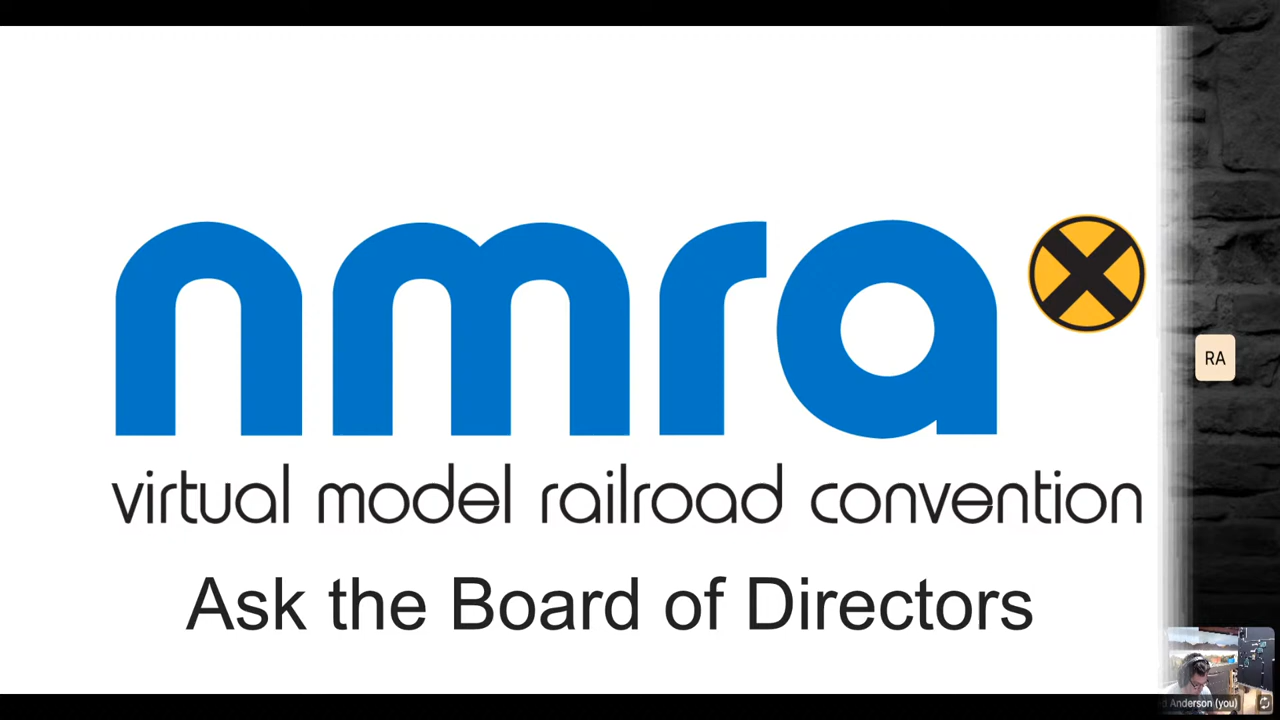 nmra
virtual model railroad convention
Ask the Board of Directors
RA
Anderson (you)